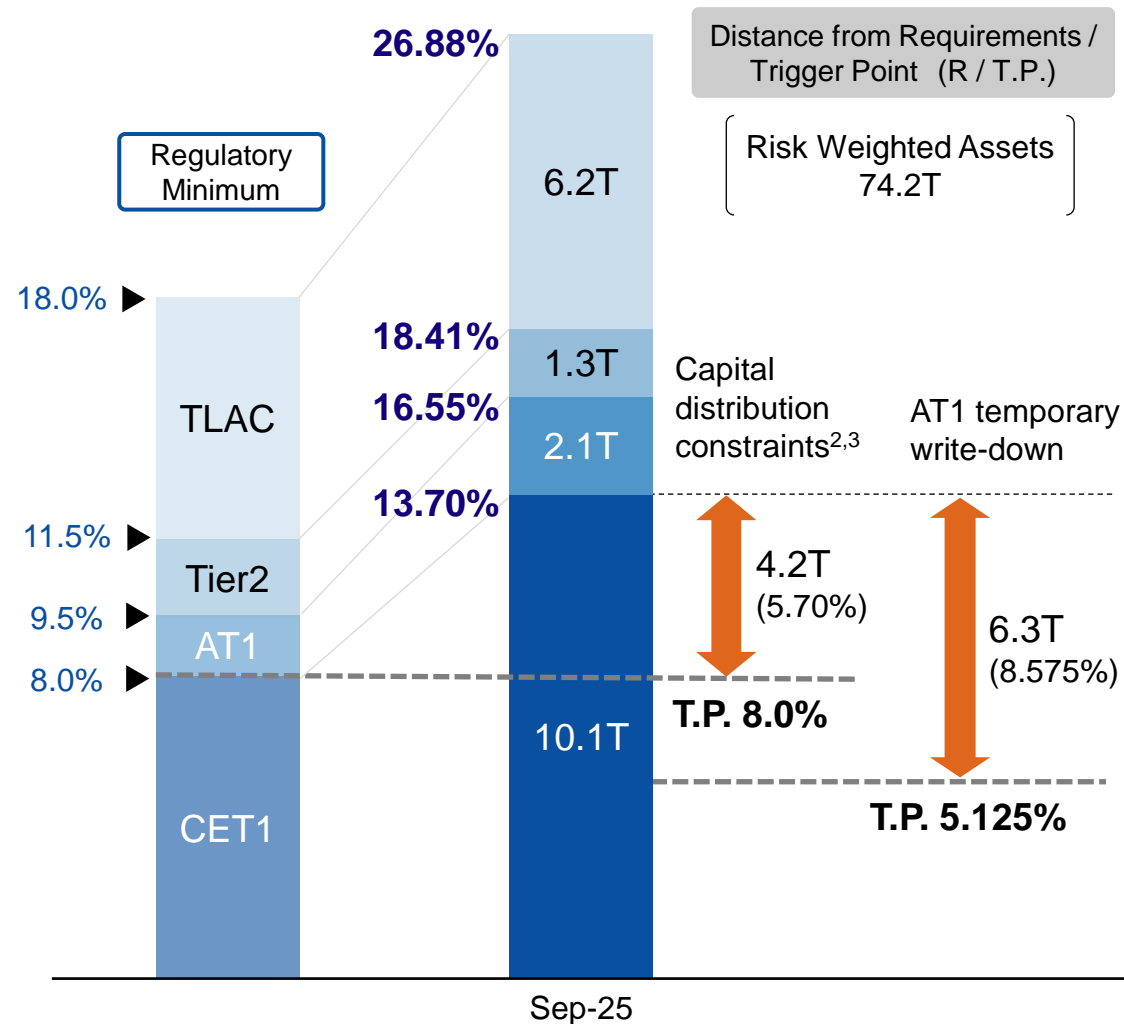 Distance from Requirements /
Trigger Point (R / T.P.)
Risk Weighted Assets
74.2T
Regulatory
Minimum
18.0%
11.5%
9.5%
8.0%
TLAC
Tier2
AT1
CET1
26.88%
18.41%
16.55%
13.70%
6.2T
1.3T
2.1T
10.1T
Sep-25
Capital
distribution
constraints2,3
4.2T
(5.70%)
T.P. 8.0%
AT1 temporary
write-down
6.3T
(8.575%)
T.P. 5.125%